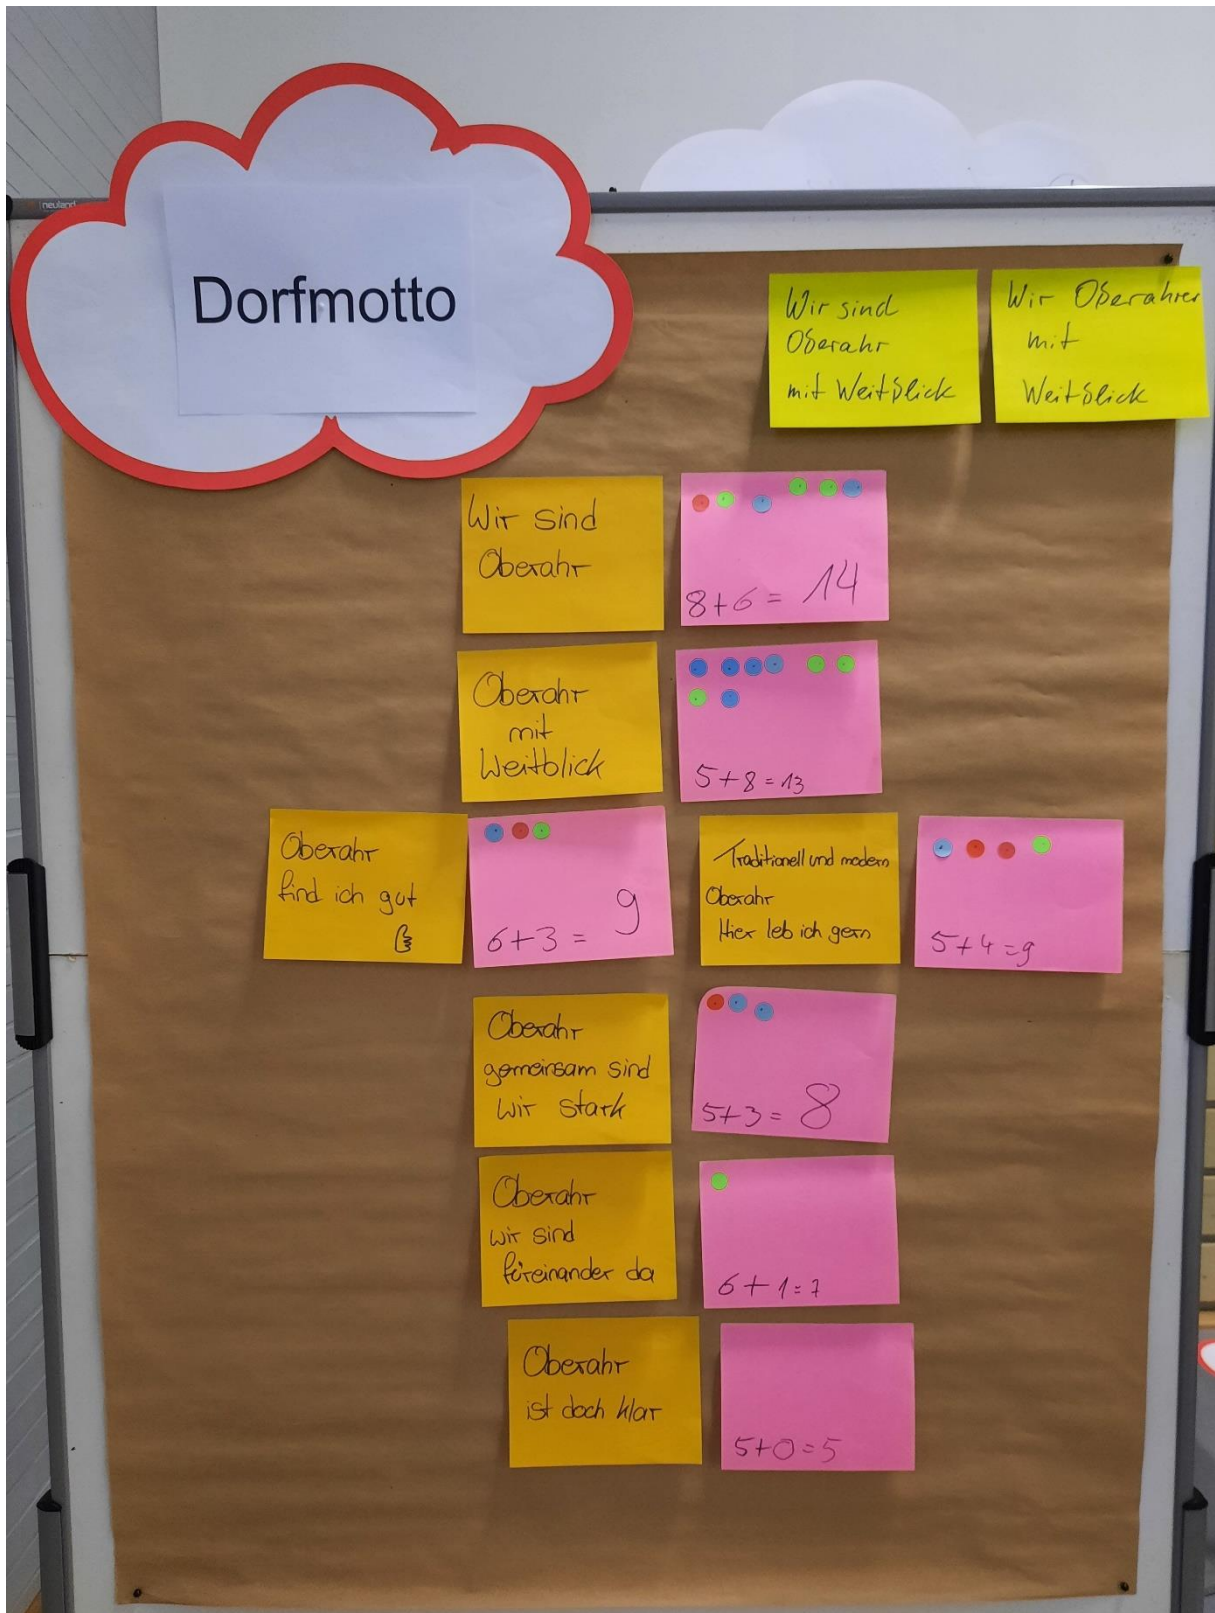 neuland
Dorfmotto
Wir sind
Oberahr
mit Weitblick
Wir Oberahrer
mit
Weitblick
Wir sind
Oberahr
8+6= 14
Oberahr
mit
Weitblick
5+8=13
Oberahr
find ich gut
6+3= 9
Traditionell und modern
Oberahr
Hier leb ich gern
5+4=9
Oberahr
gemeinsam sind
wir stark
5+3= 8
Oberahr
wir sind
füreinander da
6+1=7
Oberahr
ist doch klar
5+0=5